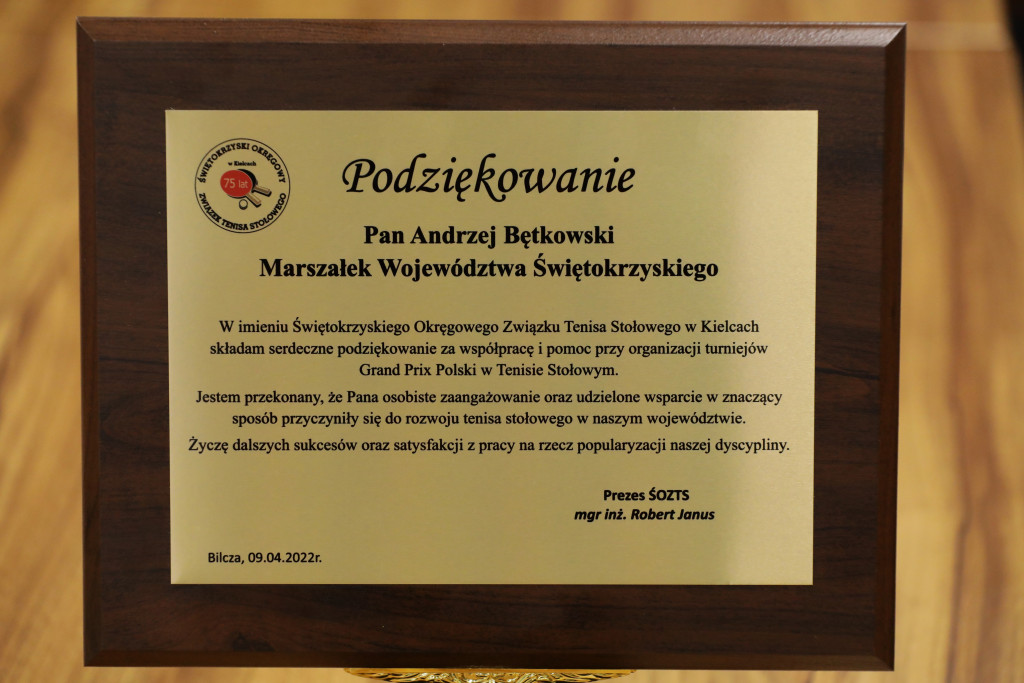 ŚWIĘTOKRZYSKI OKRĘGOWY
w Kielcach
75 lat
ZWIĄZEK TENISA STOŁOWEGO
Podziękowanie
Pan Andrzej Bętkowski
Marszałek Województwa Świętokrzyskiego
W imieniu Świętokrzyskiego Okręgowego Związku Tenisa Stołowego w Kielcach
składam serdeczne podziękowanie za współpracę i pomoc przy organizacji turniejów
Grand Prix Polski w Tenisie Stołowym.
Jestem przekonany, że Pana osobiste zaangażowanie oraz udzielone wsparcie w znaczący
sposób przyczyniły się do rozwoju tenisa stołowego w naszym województwie.
Życzę dalszych sukcesów oraz satysfakcji z pracy na rzecz popularyzacji naszej dyscypliny.
Prezes ŚOZTS
mgr inż. Robert Janus
Bilcza, 09.04.2022r.